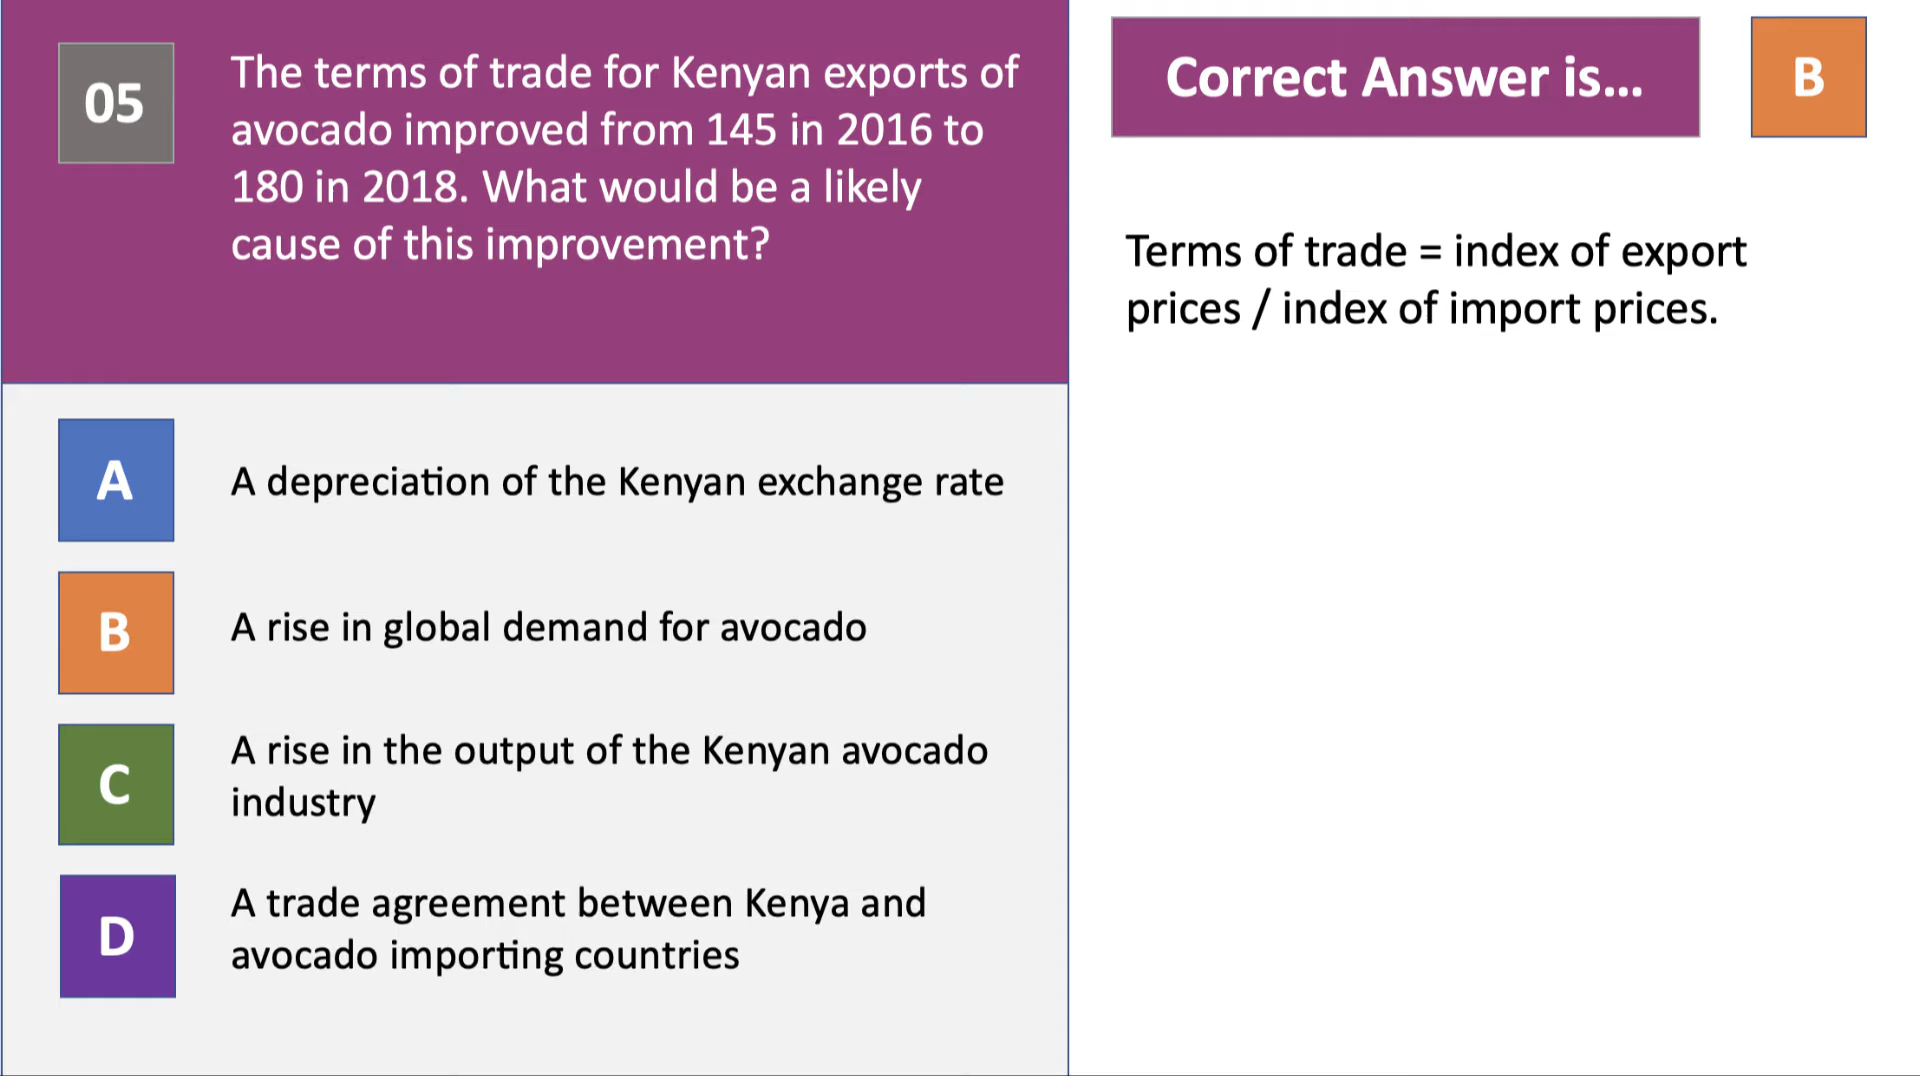 05
The terms of trade for Kenyan exports of
avocado improved from 145 in 2016 to
180 in 2018. What would be a likely
cause of this improvement?
A
A depreciation of the Kenyan exchange rate
B
A rise in global demand for avocado
C
A rise in the output of the Kenyan avocado
industry
D
A trade agreement between Kenya and
avocado importing countries
Correct Answer is...
B
Terms of trade = index of export
prices / index of import prices.